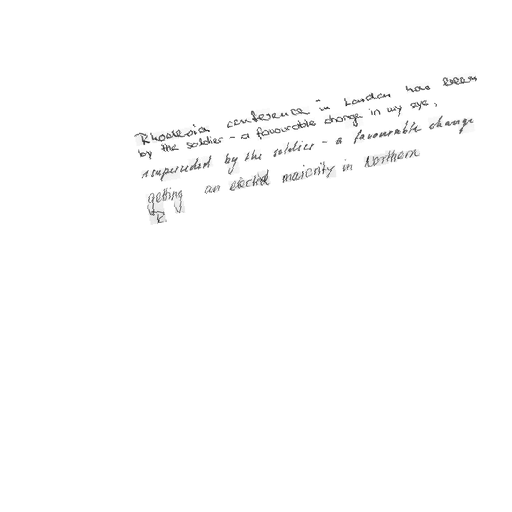 Rhodesia conference in London has been
by the soldier - a favourable change in my eye,
superseded by the soldier - a favourable change
getting an elected majority in Northern
R